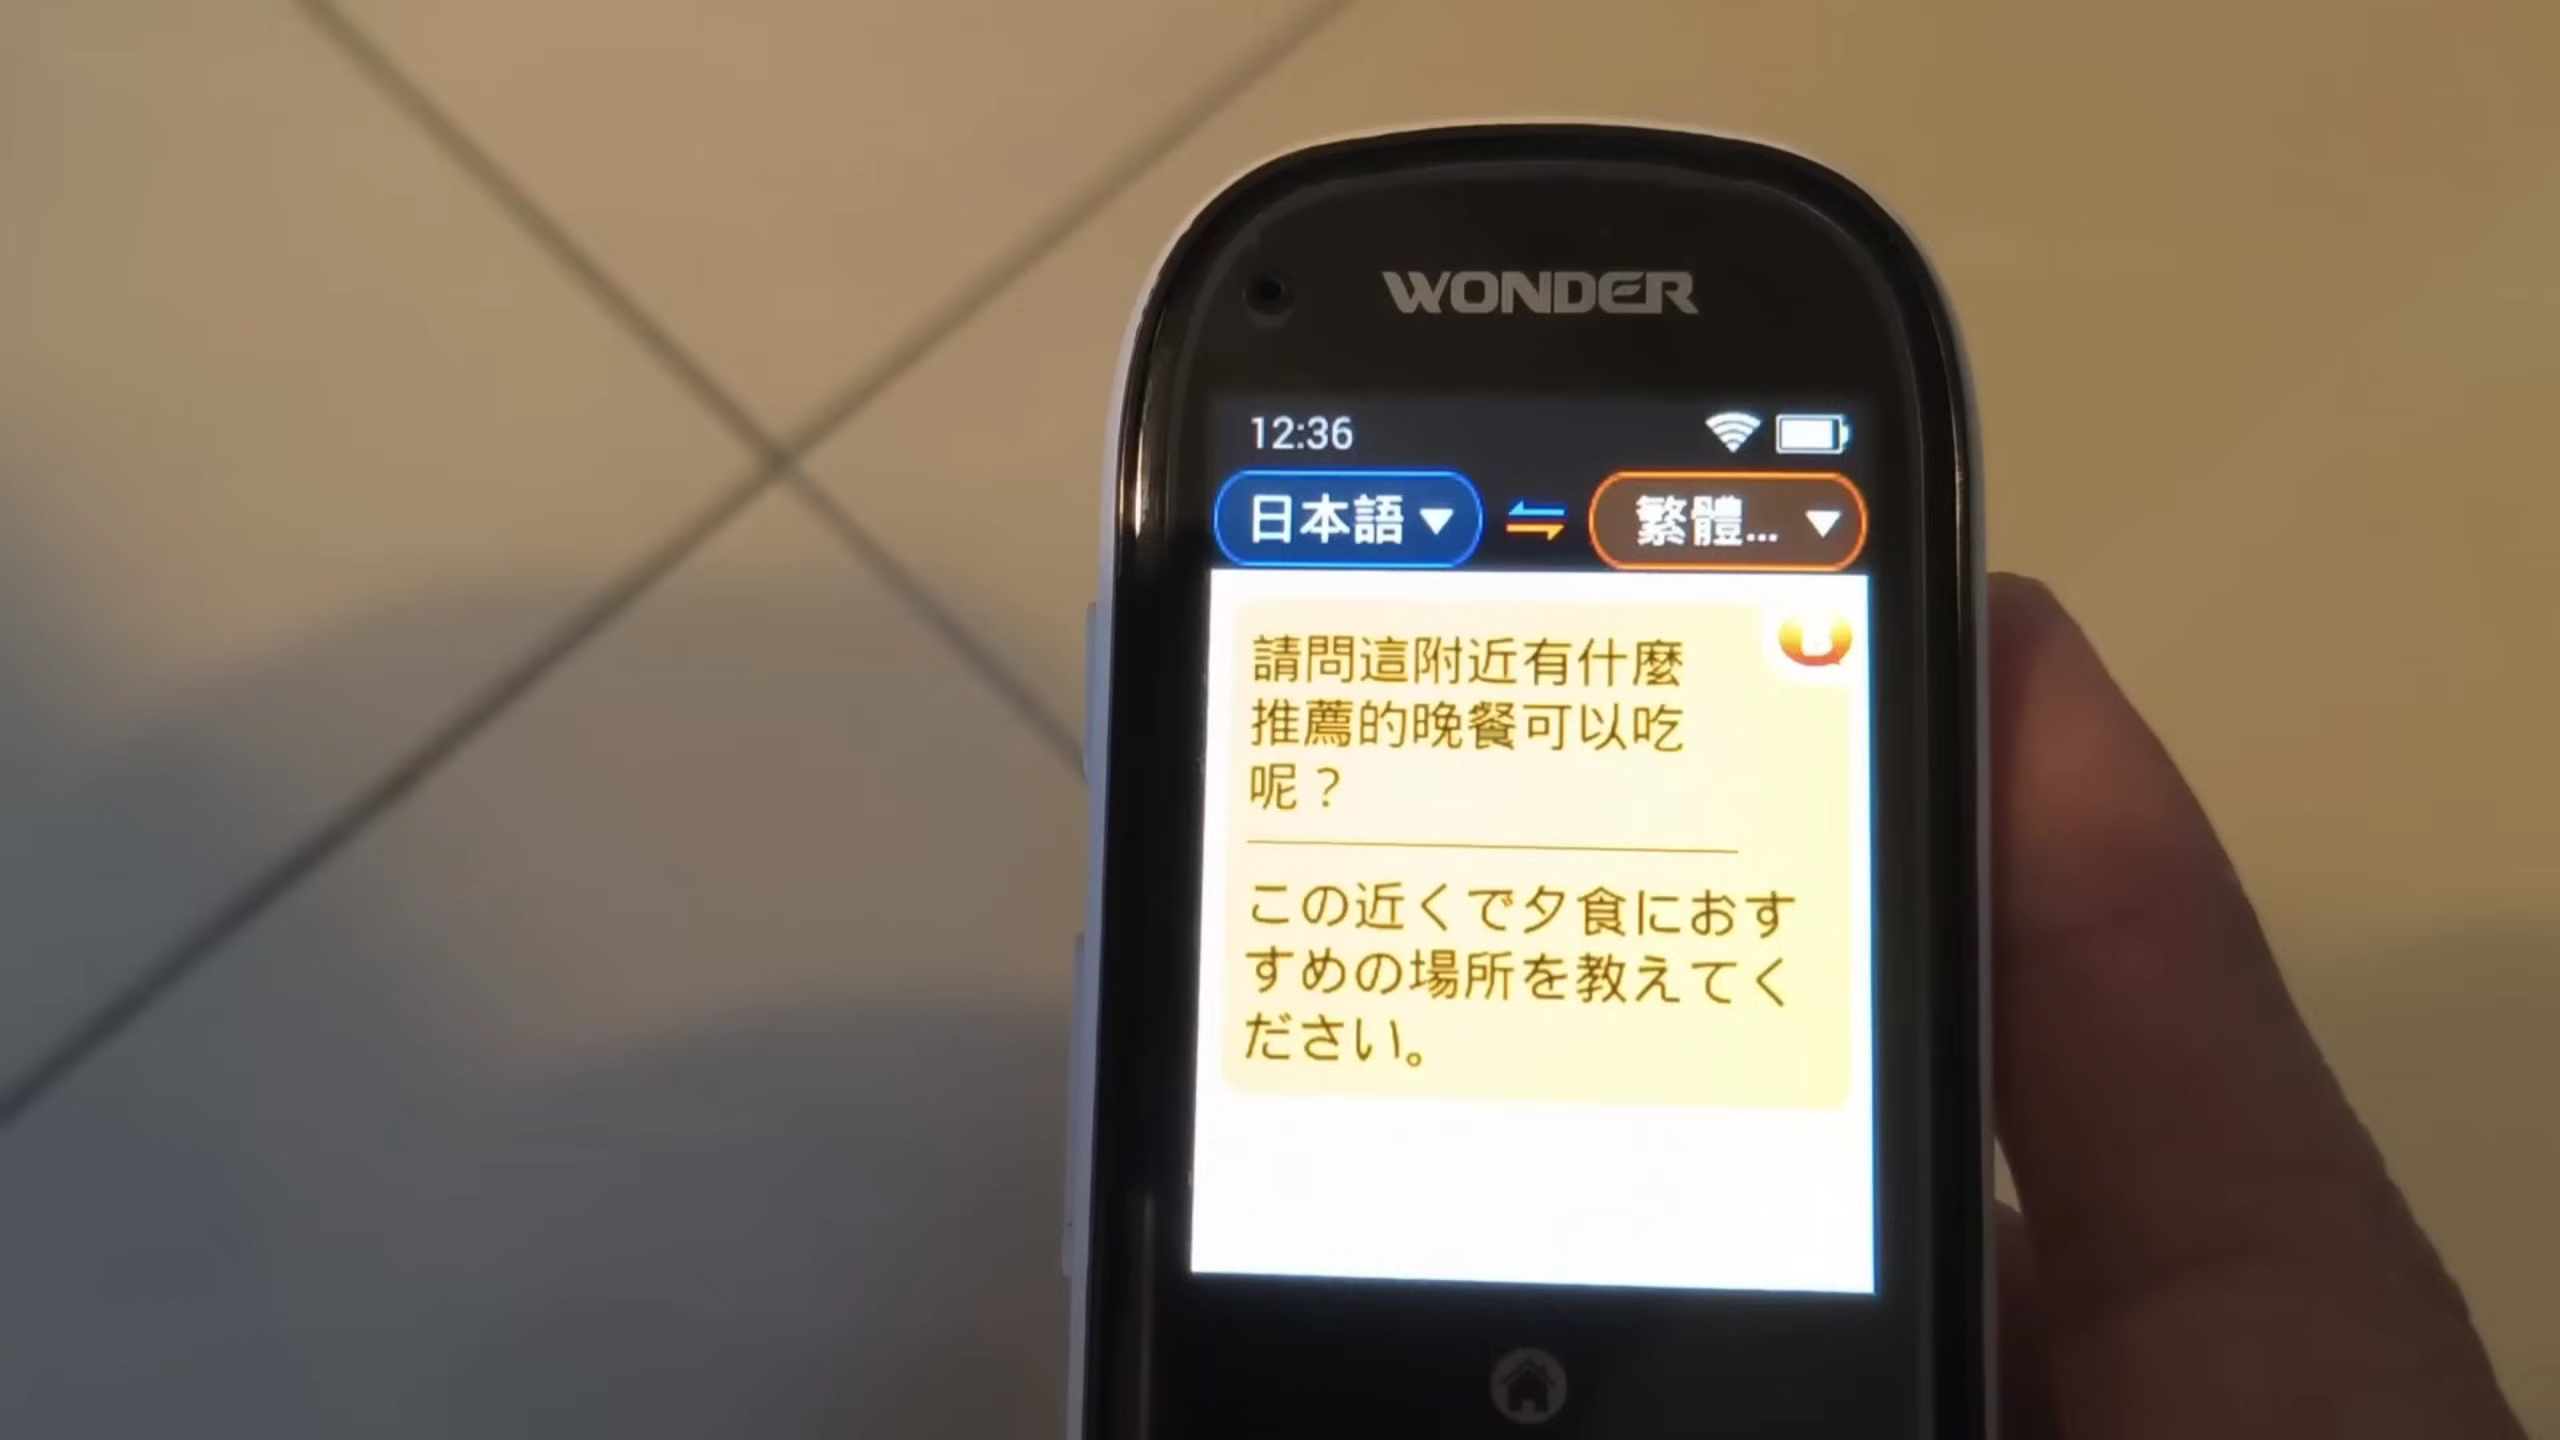 WONDER
12:36
日本語
繁體...
請問這附近有什麼
推薦的晚餐可以吃
呢？
この近くで夕食におす
すめの場所を教えてく
ださい。